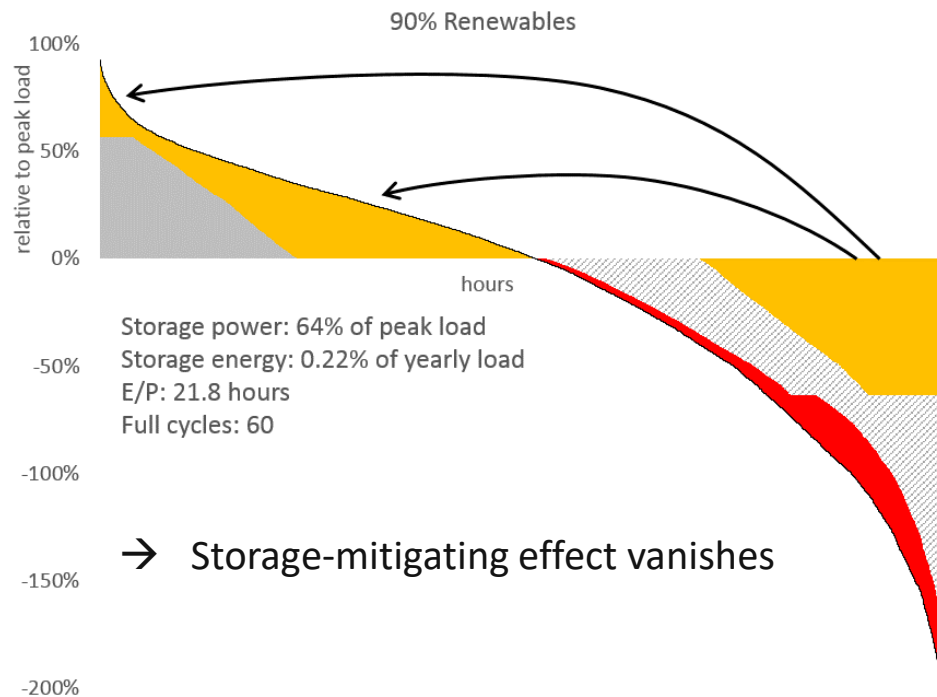 90% Renewables
100%
50%
0%
-50%
-100%
-150%
-200%
relative to peak load
hours
Storage power: 64% of peak load
Storage energy: 0.22% of yearly load
E/P: 21.8 hours
Full cycles: 60
→ Storage-mitigating effect vanishes